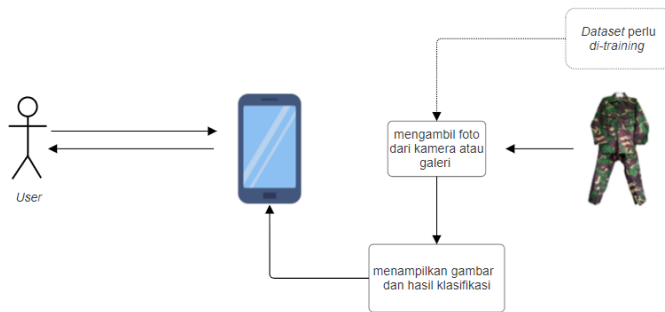 Dataset perlu
di-training
mengambil foto
dari kamera atau
galeri
User
menampilkan gambar
dan hasil klasifikasi